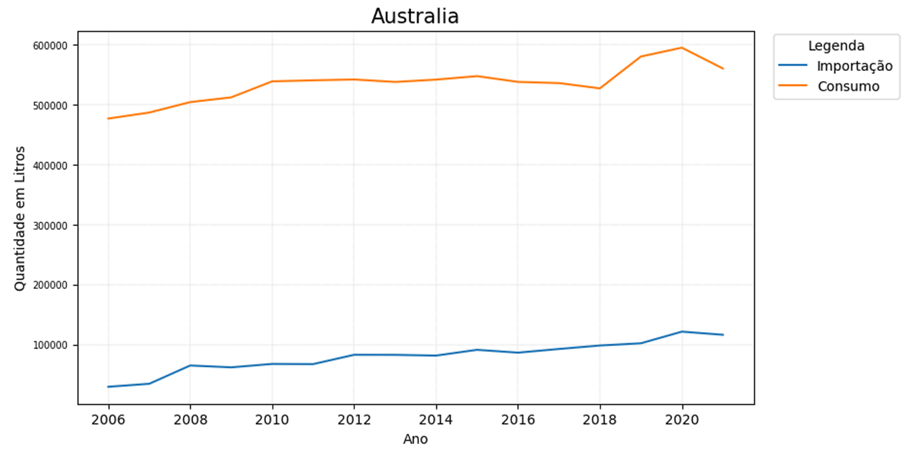 Australia
Legenda
Importação
Consumo
Quantidade em Litros
600000
500000
400000
300000
200000
100000
2006 2008 2010 2012 2014 2016 2018 2020
Ano